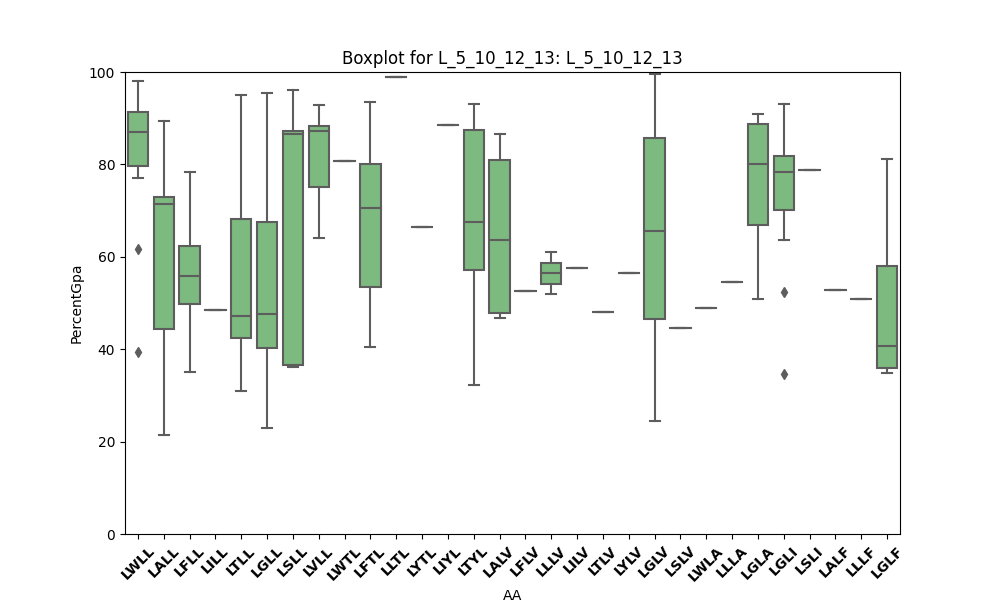 Boxplot for L_5_10_12_13: L_5_10_12_13
100
80
60
40
20
0
PercentGpa
LWLL LALL LFLL LILL LTLL LGLL LSLL LVLL LWTL LFTL LLTL LYTL LIYL LTYL LALV LFLV LLLV LILV LTLV LYLV LGLV LSLV LWLA LLLA LGLA LGLI LSLI LALF LLLF LGLF
AA